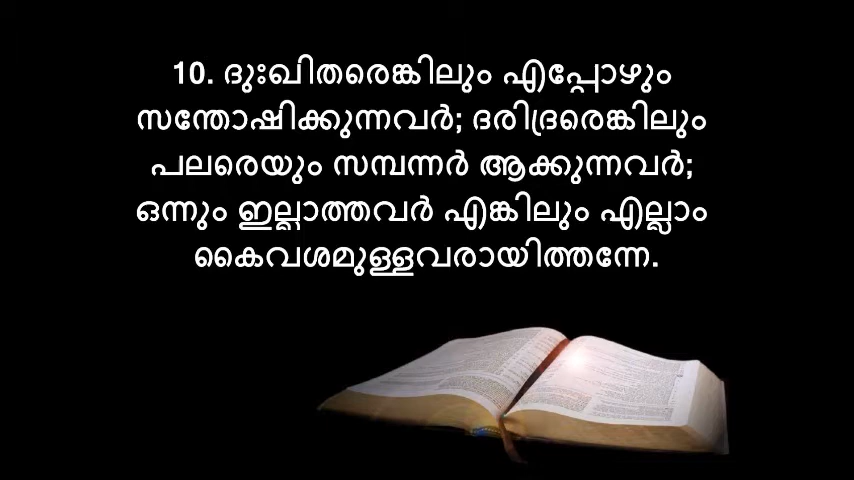 10. ദുഃഖിതരെങ്കിലും എപ്പോഴും
സന്തോഷിക്കുന്നവർ; ദരിദ്രരെങ്കിലും
പലരെയും സമ്പന്നർ ആക്കുന്നവർ;
ഒന്നും ഇല്ലാത്തവർ എങ്കിലും എല്ലാം
കൈവശമുള്ളവരായിത്തന്നേ.